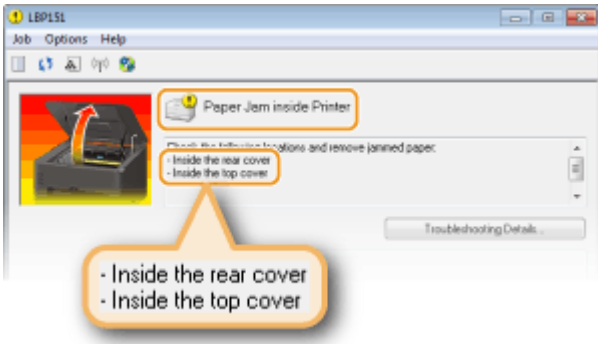 LBP151
Job Options Help
Paper Jam inside Printer
Check the following locations and remove jammed paper.
- Inside the rear cover
- Inside the top cover
Troubleshooting Details...
- Inside the rear cover
- Inside the top cover